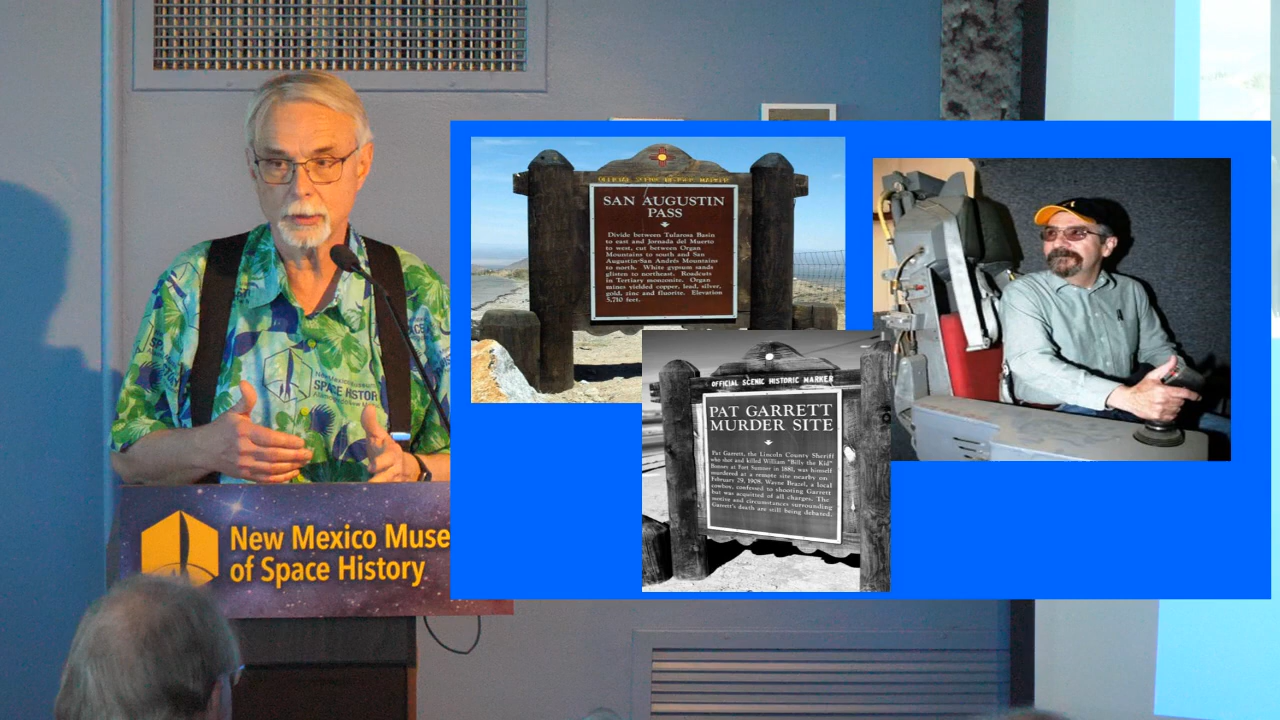 New Mexico Muse
of Space History
SPACE HISTOR
OFFICIAL SCENIC HISTORIC MARKER
SAN AUGUSTIN
PASS
Divide between Tularosa Basin
to east and Jornada del Muerto
to west, cut between Organ
Mountains to south and San
Augustin-San Andres Mountains
to north. White gypsum sands
glisten to northeast. Roadcuts
in Tertiary monzonite. Organ
mines yielded copper, lead, silver,
gold, zinc and fluorite. Elevation
5,710 feet.
OFFICIAL SCENIC HISTORIC MARKER
PAT GARRETT
MURDER SITE
Pat Garrett, the Lincoln County Sheriff
who shot and killed William "Billy the Kid"
Bonney at Fort Sumner in 1881, was himself
murdered at a remote site nearby on
February 29, 1908. Wayne Brazel, a local
cowboy, confessed to shooting Garrett
but was acquitted of all charges. The
motive and circumstances surrounding
Garrett's death are still being debated.